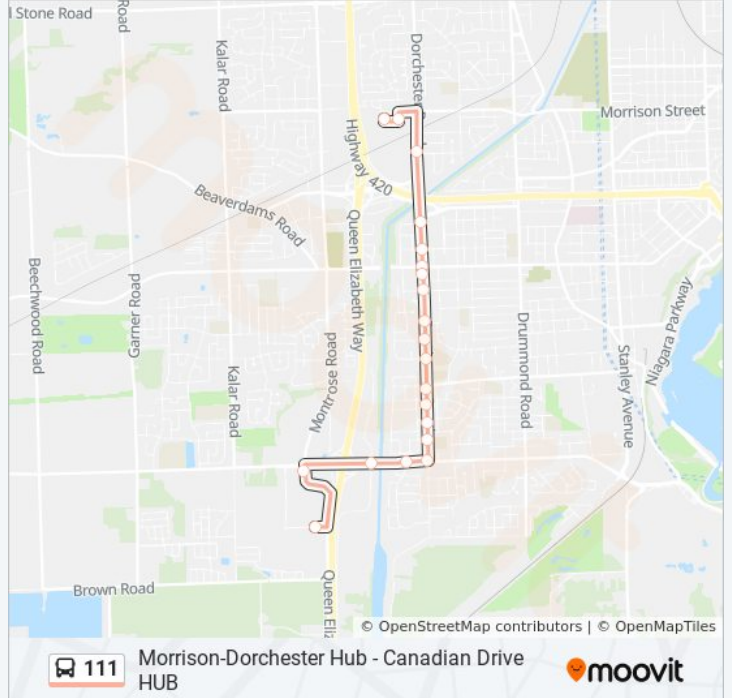 l Stone Road
Road
Kalar Road
Dorchester
Morrison Street
Highway 420
Beaverdams Road
Queen Elizabeth Way
Beechwood Road
Garner Road
Niagara Parkway
Drummond Road
Montrose Road
Stanley Avenue
Kalar Road
Brown Road
Queen Eliz
© OpenStreetMap contributors | © OpenMapTiles
111
Morrison-Dorchester Hub - Canadian Drive
HUB
moovit